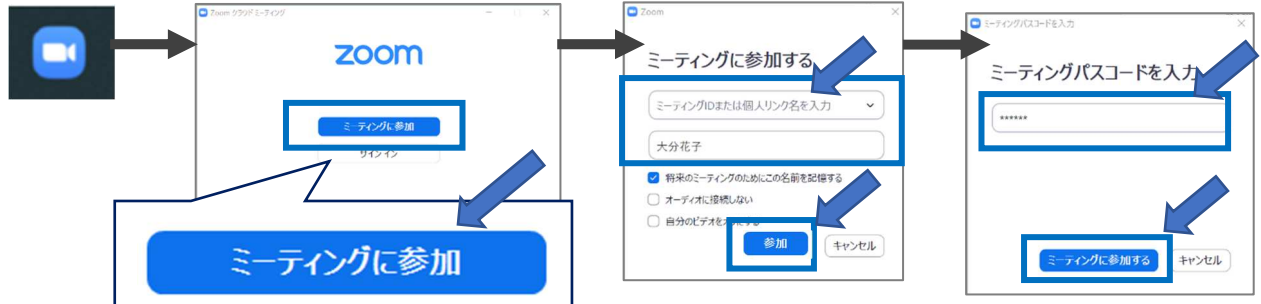 Zoom クラウド ミーティング
zoom
ミーティングに参加
サイン イン
ミーティングに参加
Zoom
ミーティングに参加する
ミーティングIDまたは個人リンク名を入力
大分花子
将来のミーティングのためにこの名前を記憶する
オーディオに接続しない
自分のビデオを
参加
キャンセル
ミーティングパスコードを入力
ミーティングパスコードを入力
******
ミーティングに参加する
キャンセル